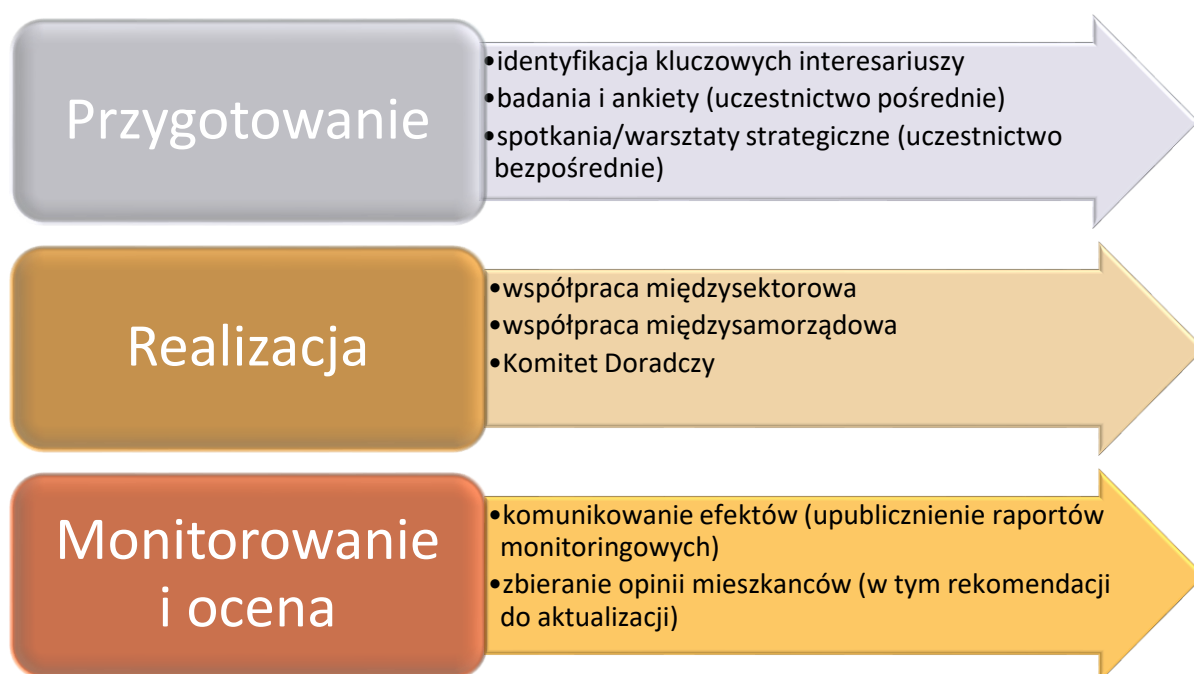 Przygotowanie
•identyfikacja kluczowych interesariuszy
•badania i ankiety (uczestnictwo pośrednie)
•spotkania/warsztaty strategiczne (uczestnictwo
bezpośrednie)
Realizacja
•współpraca międzysektorowa
•współpraca międzysamorządowa
•Komitet Doradczy
Monitorowanie
i ocena
•komunikowanie efektów (upublicznienie raportów
monitoringowych)
•zbieranie opinii mieszkanców (w tym rekomendacji
do aktualizacji)